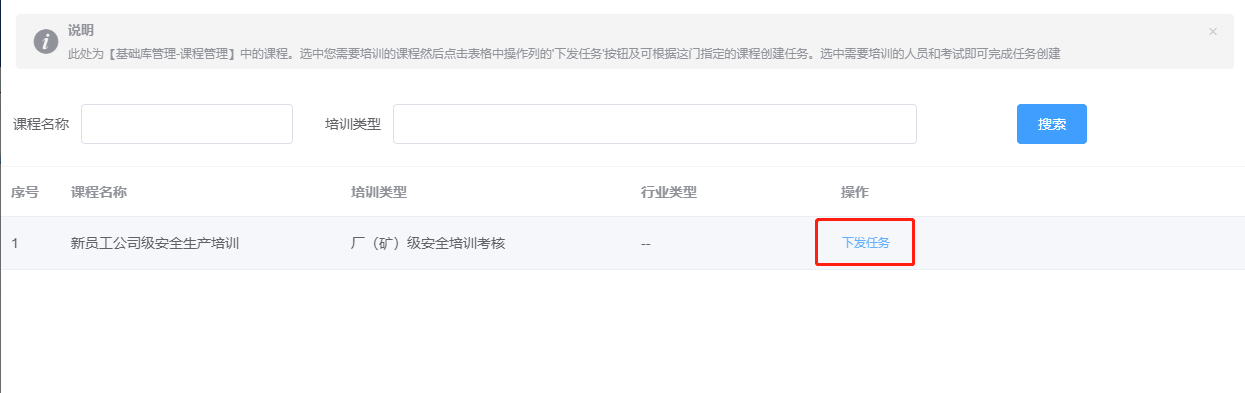 说明
此处为【基础库管理-课程管理】中的课程。选中您需要培训的课程然后点击表格中操作列的'下发任务'按钮及可根据这门指定的课程创建任务。选中需要培训的人员和考试即可完成任务创建
课程名称 培训类型 搜索
序号 课程名称 培训类型 行业类型 操作
1 新员工公司级安全生产培训 厂（矿）级安全培训考核 -- 下发任务